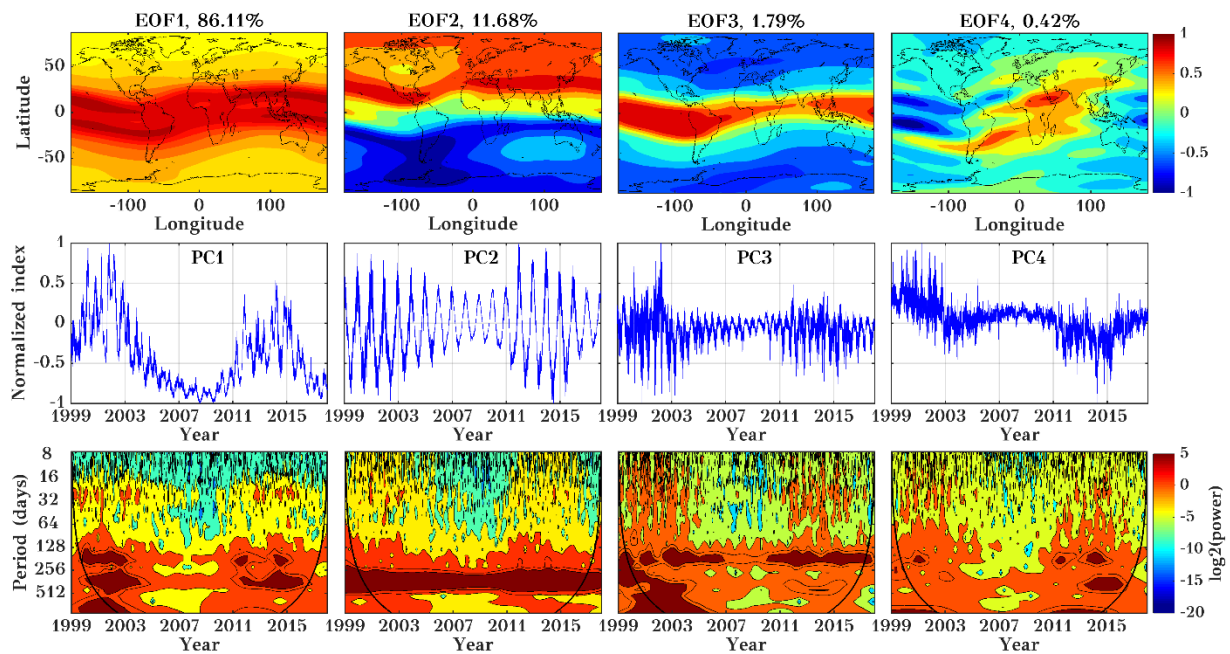 EOF1, 86.11% EOF2, 11.68% EOF3, 1.79% EOF4, 0.42%
1
50 0.5
0 0
-50 -0.5
-1
Latitude
-100 0 100 -100 0 100 -100 0 100 -100 0 100
Longitude Longitude Longitude Longitude
1
PC1 PC2 PC3 PC4
0.5
0
-0.5
-1
Normalized index
1999 2003 2007 2011 2015 1999 2003 2007 2011 2015 1999 2003 2007 2011 2015 1999 2003 2007 2011 2015
Year Year Year Year
8 5
16 0
32 -5
64
128 -10
256 -15
512 -20
Period (days)
log2(power)
1999 2003 2007 2011 2015 1999 2003 2007 2011 2015 1999 2003 2007 2011 2015 1999 2003 2007 2011 2015
Year Year Year Year